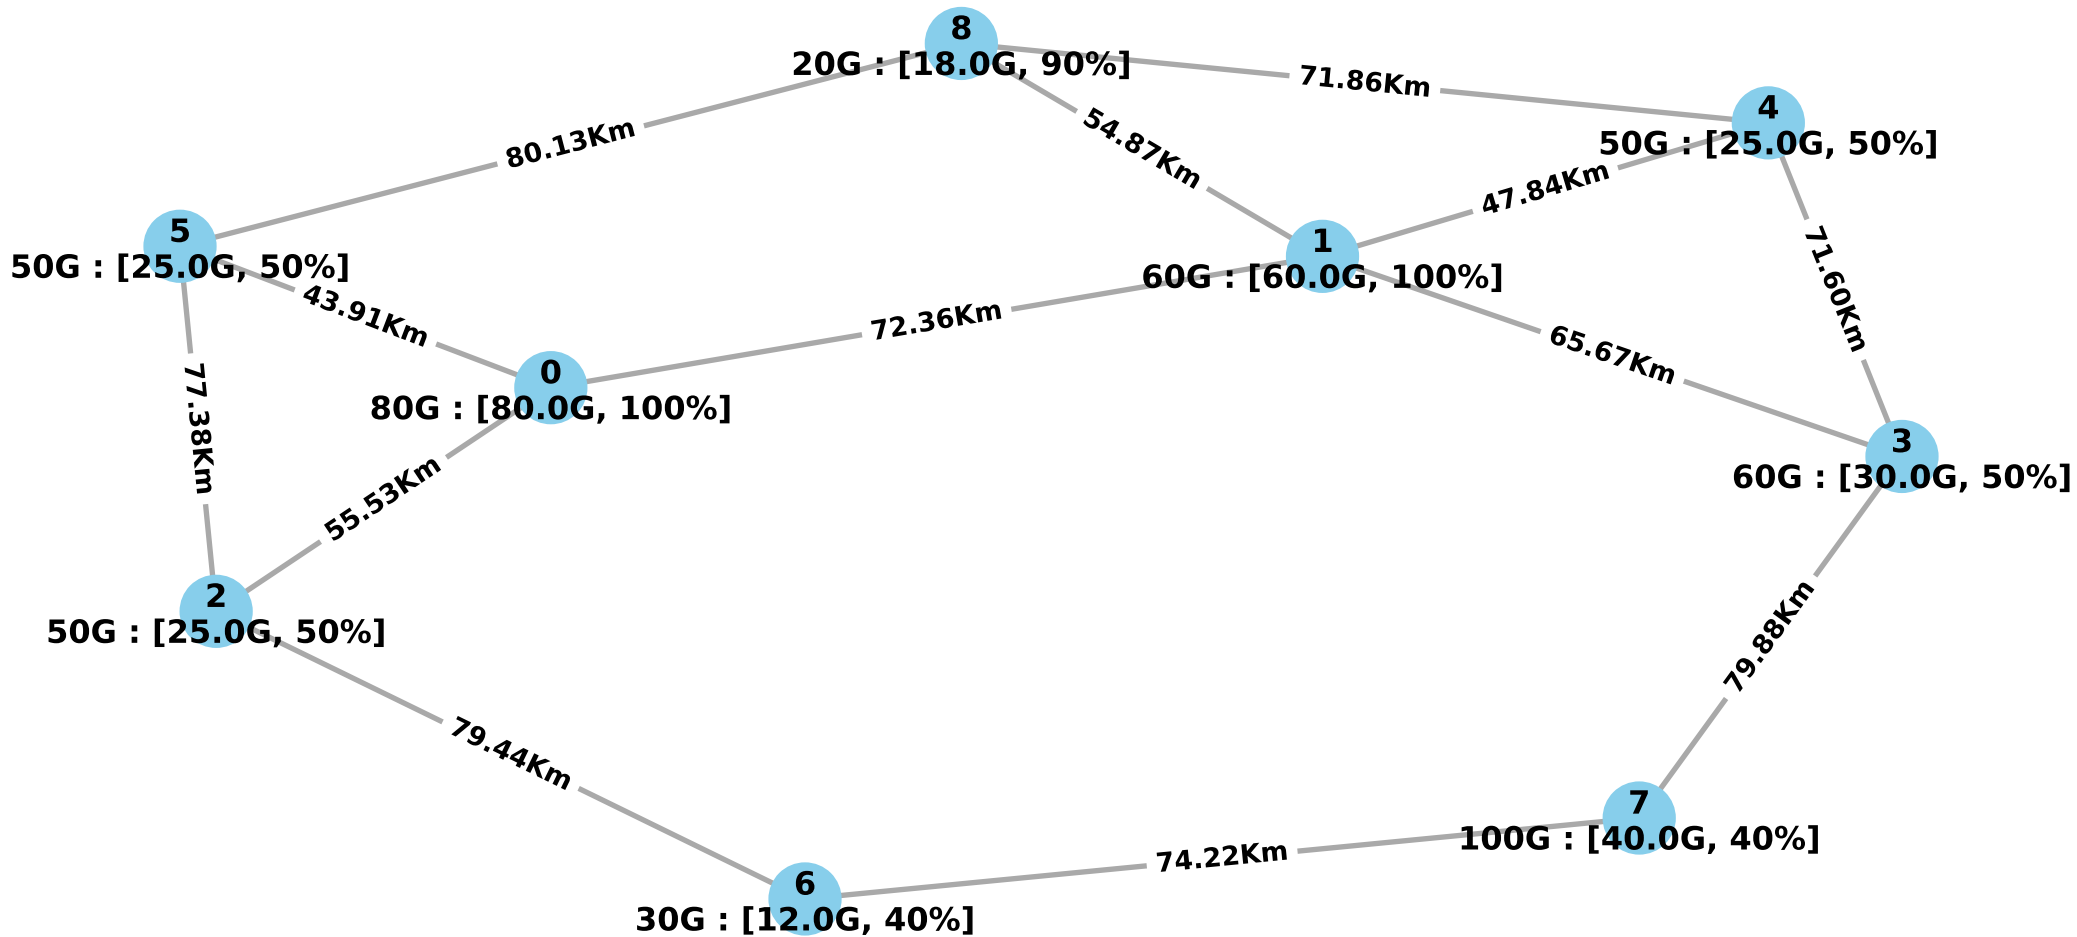 8
20G : [18.0G, 90%]
71.86Km
4
50G : [25.0G, 50%]
80.13Km
54.87Km
47.84Km
5
50G : [25.0G, 50%]
1
60G : [60.0G, 100%]
71.60Km
43.91Km
72.36Km
65.67Km
0
80G : [80.0G, 100%]
77.38Km
3
60G : [30.0G, 50%]
55.53Km
2
50G : [25.0G, 50%]
79.88Km
79.44Km
7
100G : [40.0G, 40%]
74.22Km
6
30G : [12.0G, 40%]